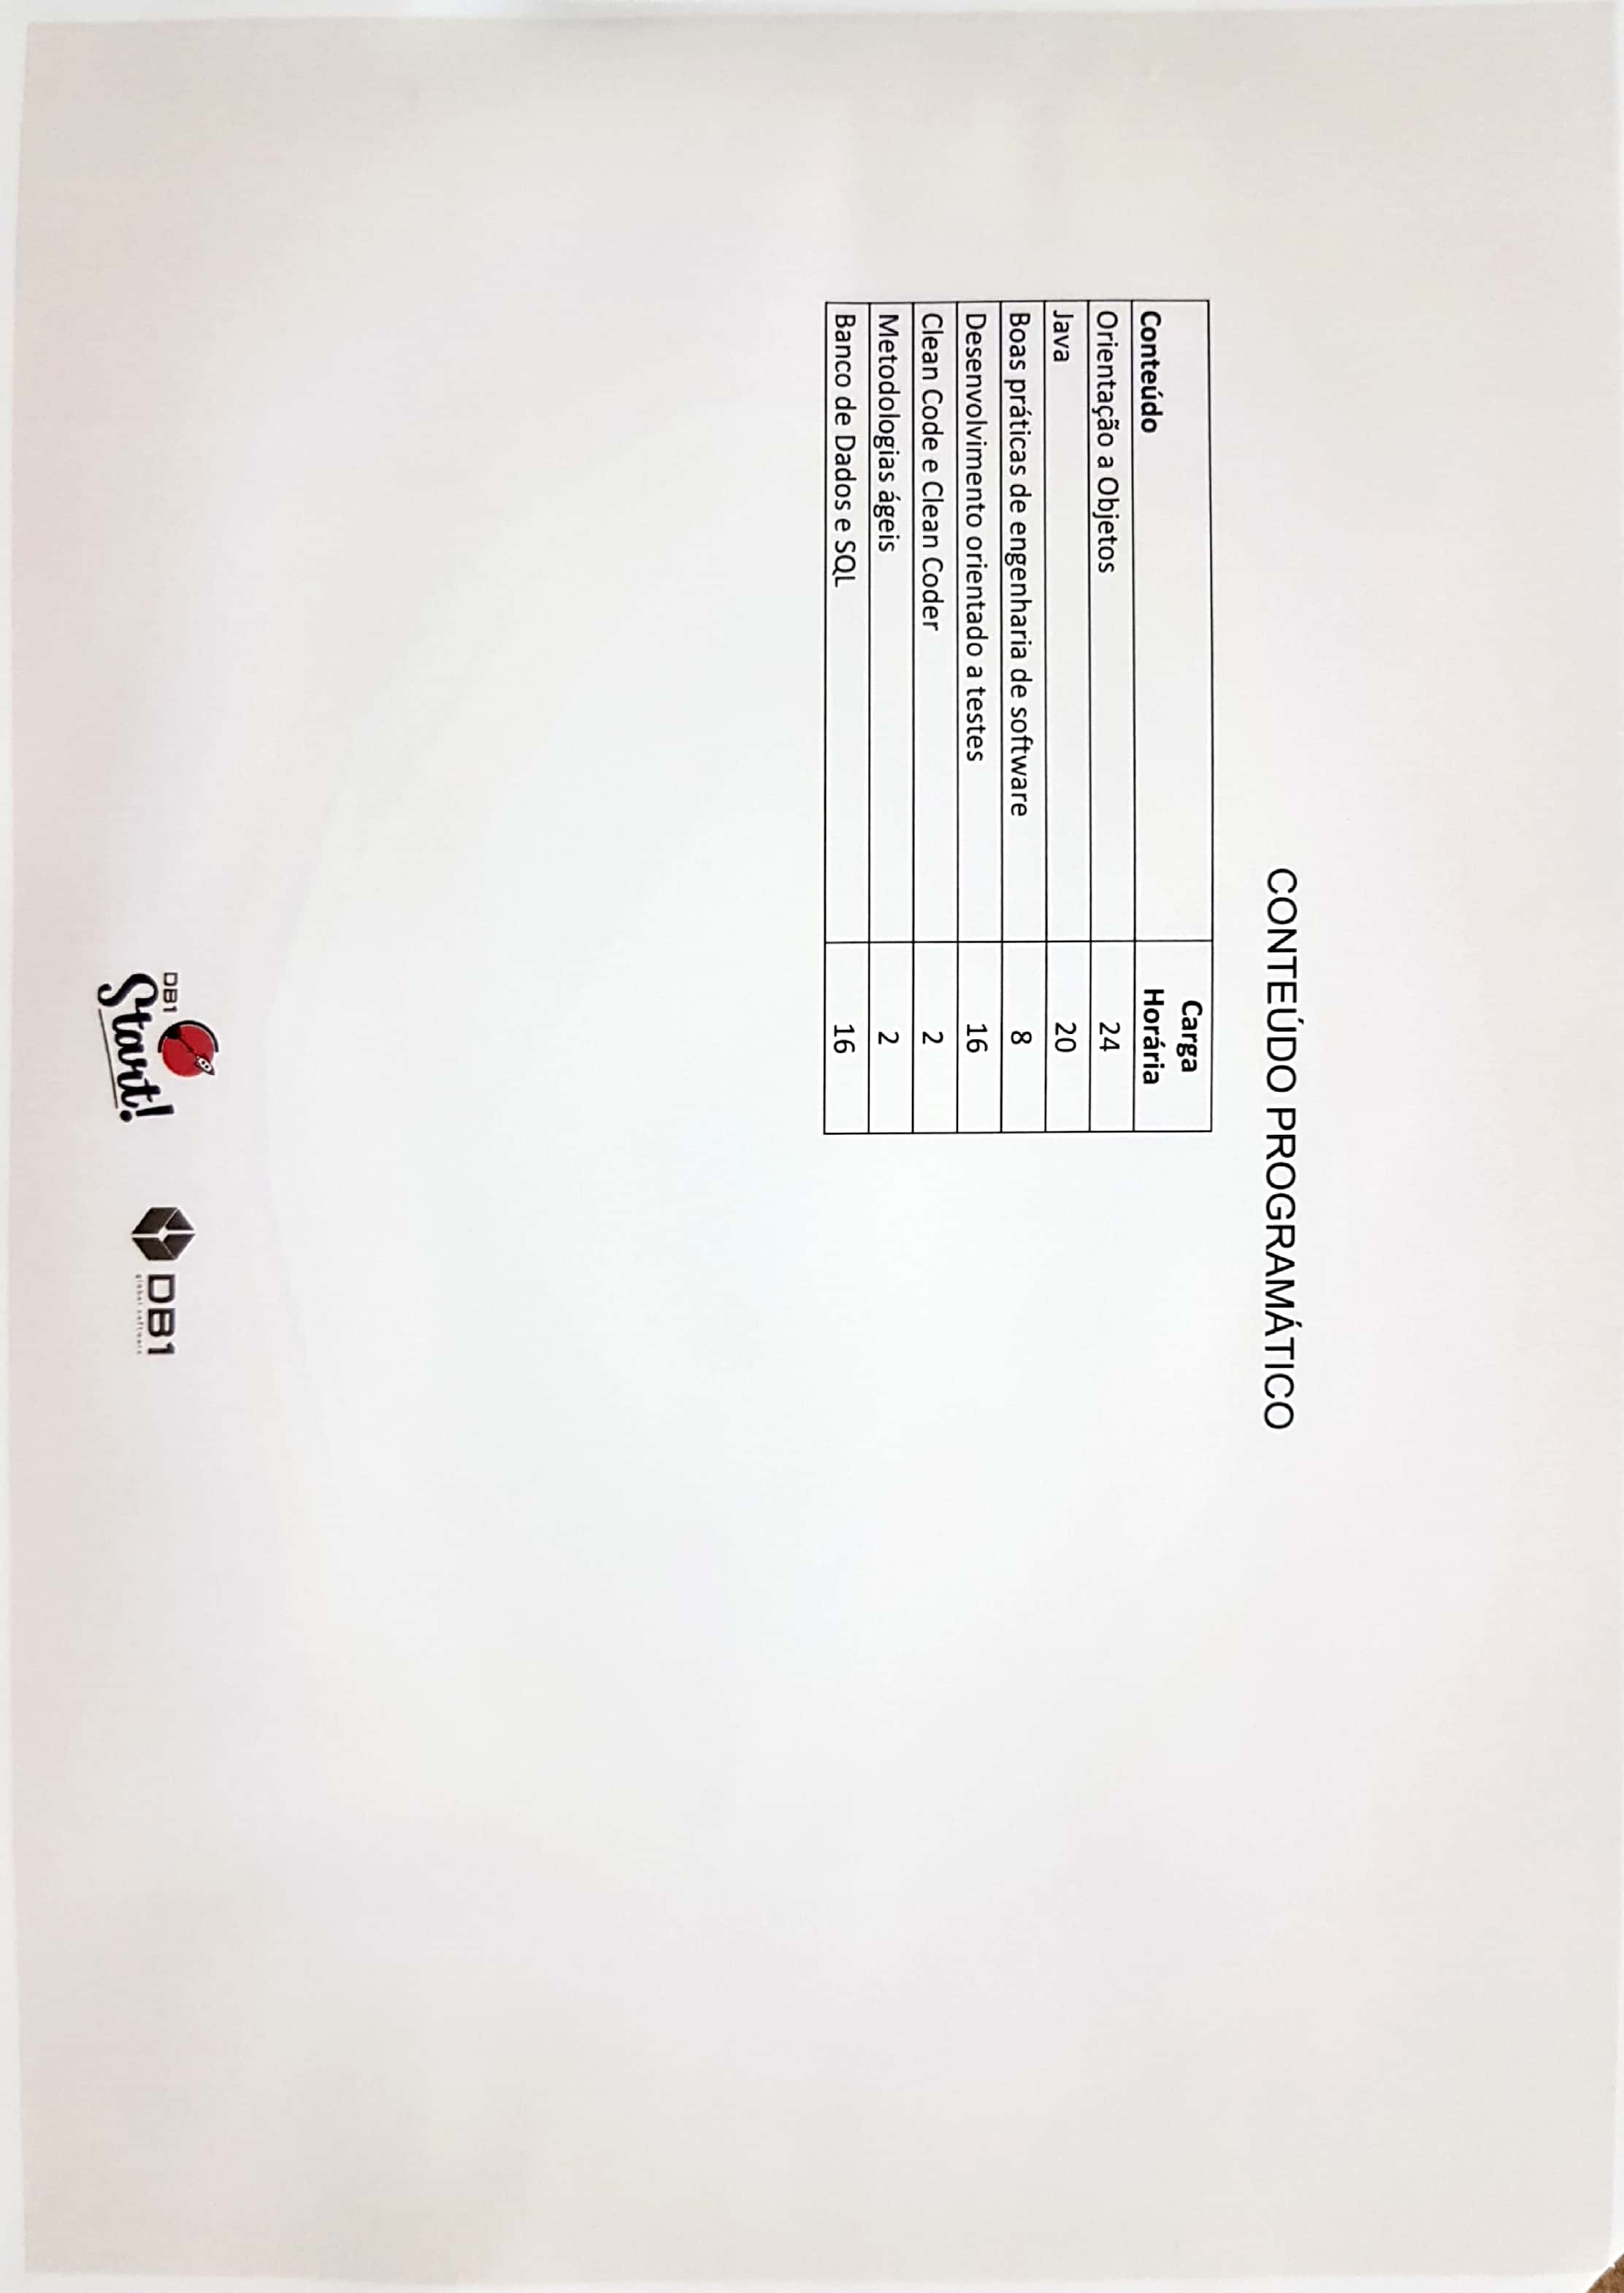 CONTEÚDO PROGRAMÁTICO
Conteúdo Carga Horária
Orientação a Objetos 24
Java 20
Boas práticas de engenharia de software 8
Desenvolvimento orientado a testes 16
Clean Code e Clean Coder 2
Metodologias ágeis 2
Banco de Dados e SQL 16
DB1
Start!
DB1
global software